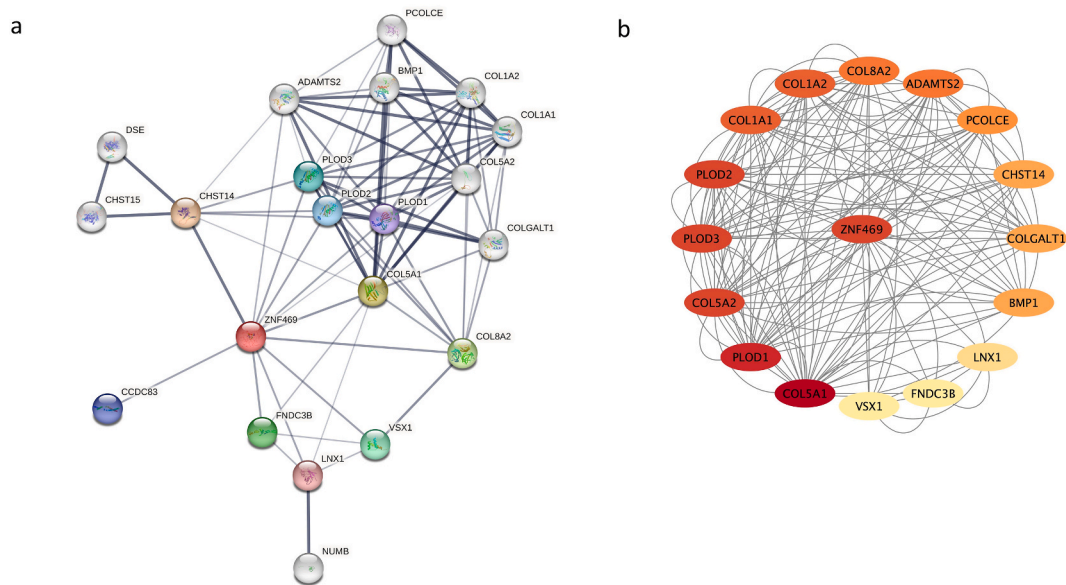 a
PCOLCE
BMP1
ADAMTS2
COL1A2
COL1A1
DSE
PLOD3
COL5A2
CHST15
CHST14
PLOD2
PLOD1
COLGALT1
COL5A1
ZNF469
COL8A2
CCDC83
FNDC3B
VSX1
LNX1
NUMB
b
COL8A2
COL1A2
ADAMTS2
COL1A1
PCOLCE
PLOD2
CHST14
PLOD3
ZNF469
COLGALT1
COL5A2
BMP1
PLOD1
LNX1
COL5A1
FNDC3B
VSX1